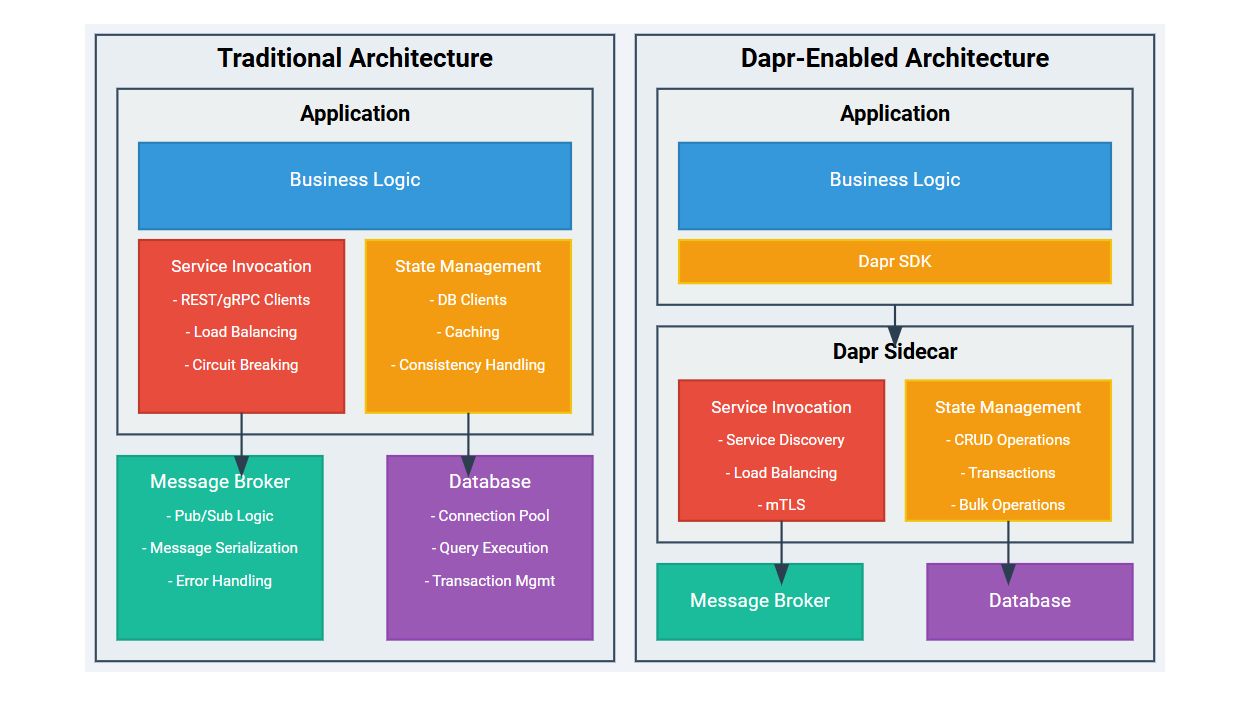 Traditional Architecture
Application
Business Logic
Service Invocation
- REST/gRPC Clients
- Load Balancing
- Circuit Breaking
State Management
- DB Clients
- Caching
- Consistency Handling
Message Broker
- Pub/Sub Logic
- Message Serialization
- Error Handling
Database
- Connection Pool
- Query Execution
- Transaction Mgmt
Dapr-Enabled Architecture
Application
Business Logic
Dapr SDK
Dapr Sidecar
Service Invocation
- Service Discovery
- Load Balancing
- mTLS
State Management
- CRUD Operations
- Transactions
- Bulk Operations
Message Broker
Database